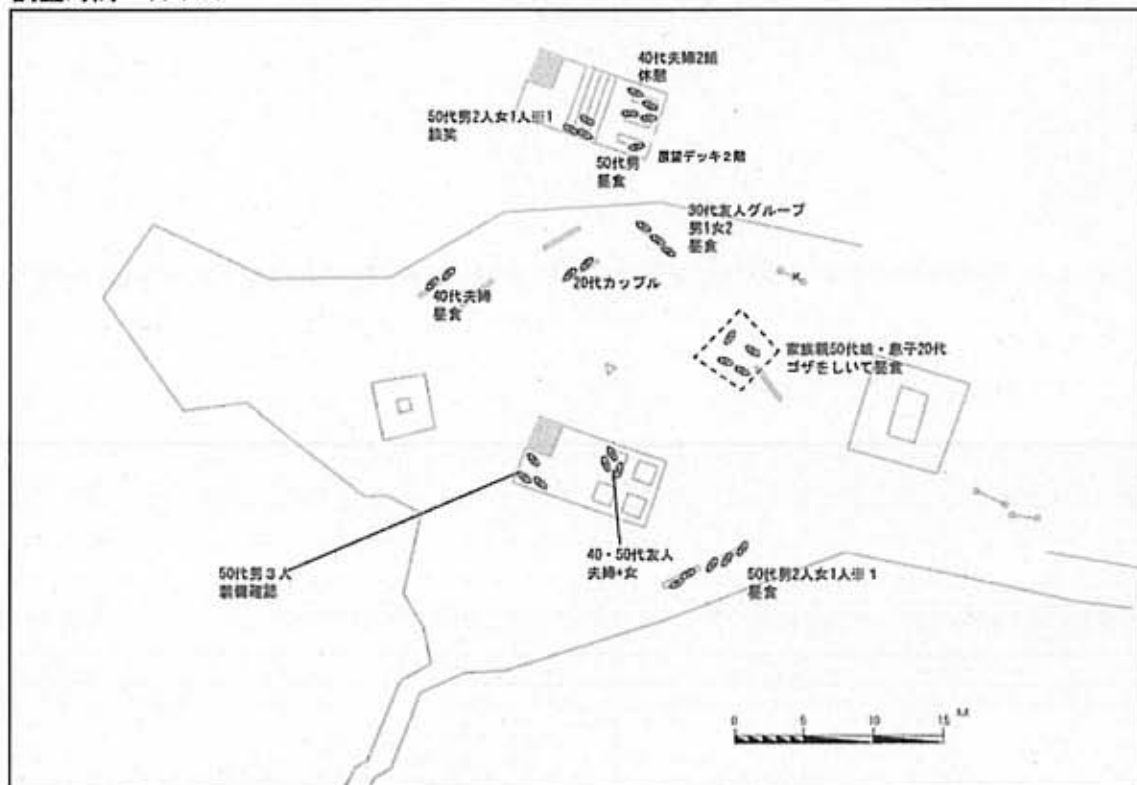 40代夫婦2組
休憩
50代男2人女1人※1
談笑
50代男
昼食
展望デッキ2階
30代友人グループ
男1女2
昼食
20代カップル
40代夫婦
昼食
家族親50代娘・息子20代
ゴザをしいて昼食
50代男3人
装備確認
40・50代友人
夫婦+女
50代男2人女1人※1
昼食
0 5 10 15